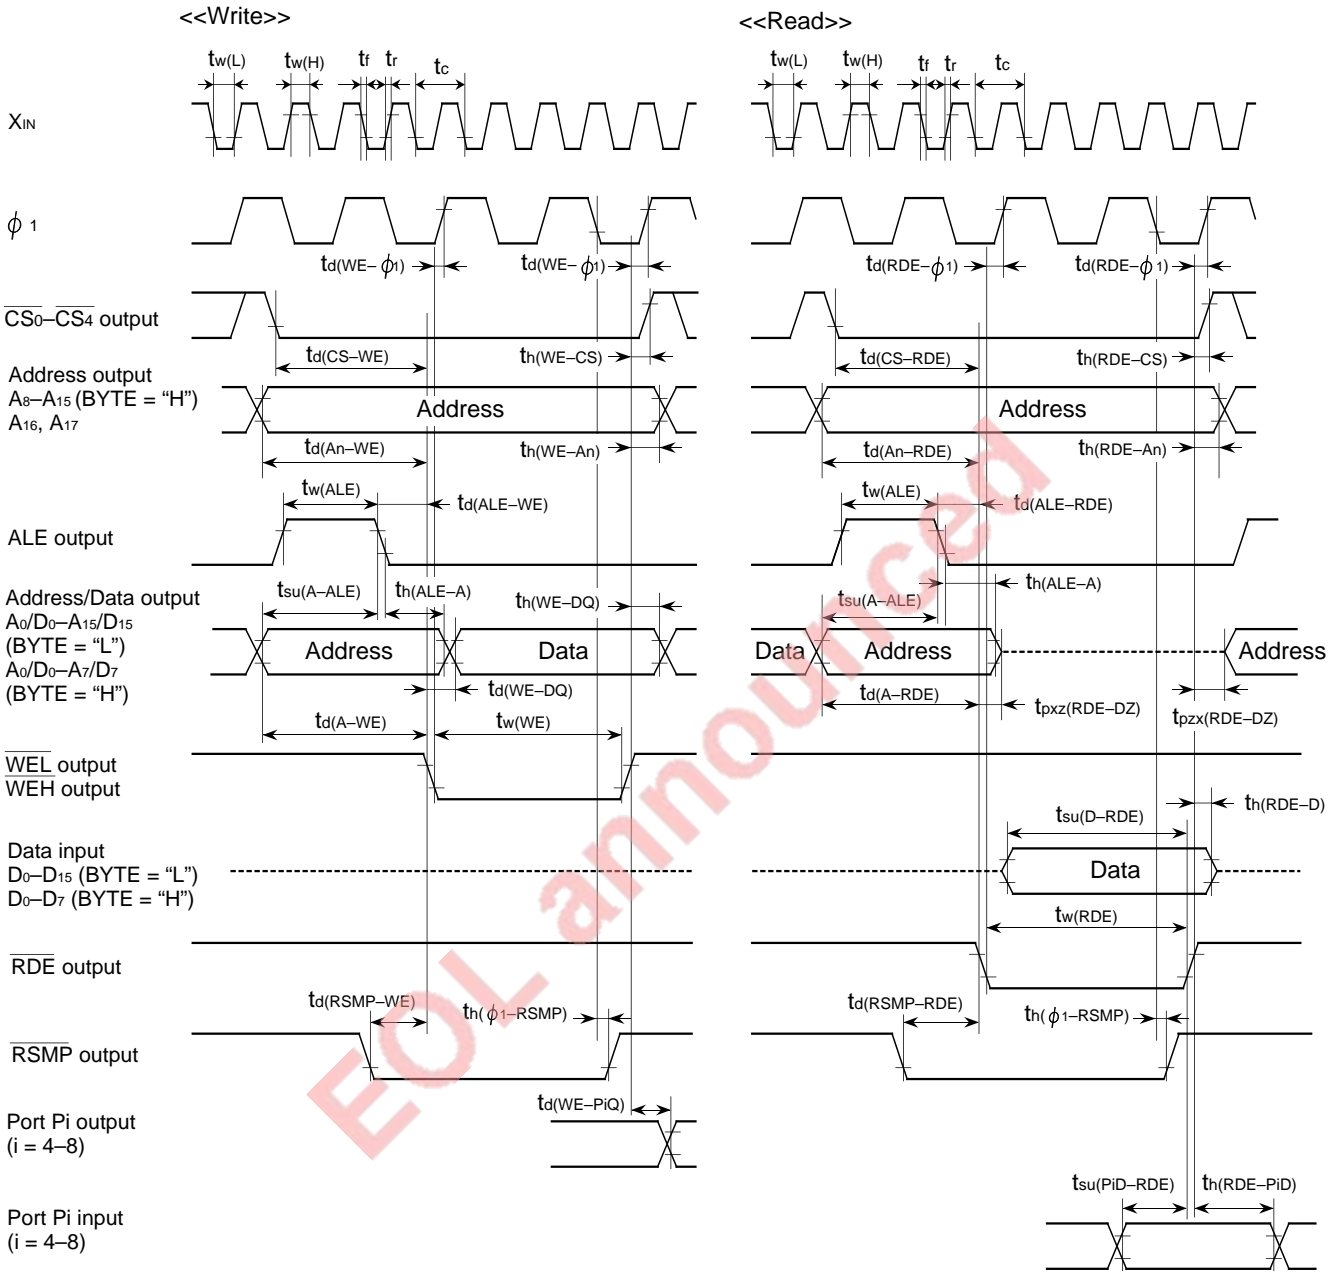 <<Write>>
<<Read>>
tw(L) tw(H) tf tr tc
tw(L) tw(H) tf tr tc
XIN
ϕ 1
td(WE–ϕ1) td(WE–ϕ1)
td(RDE–ϕ1) td(RDE–ϕ1)
CS0–CS4 output
td(CS–WE) th(WE–CS)
td(CS–RDE) th(RDE–CS)
Address output
A8–A15 (BYTE = “H”)
A16, A17
Address
Address
td(An–WE) th(WE–An)
td(An–RDE) th(RDE–An)
tw(ALE) td(ALE–WE)
tw(ALE) td(ALE–RDE)
ALE output
tsu(A–ALE) th(ALE–A) th(WE–DQ)
tsu(A–ALE) th(ALE–A)
Address/Data output
A0/D0–A15/D15
(BYTE = “L”)
A0/D0–A7/D7
(BYTE = “H”)
Address Data
Data Address Address
td(WE–DQ)
td(A–WE) tw(WE)
td(A–RDE) tpxz(RDE–DZ) tpzx(RDE–DZ)
WEL output
WEH output
tsu(D–RDE) th(RDE–D)
Data input
D0–D15 (BYTE = “L”)
D0–D7 (BYTE = “H”)
Data
tw(RDE)
RDE output
td(RSMP–WE) th(ϕ1–RSMP)
td(RSMP–RDE) th(ϕ1–RSMP)
RSMP output
td(WE–PiQ)
Port Pi output
(i = 4–8)
tsu(PiD–RDE) th(RDE–PiD)
Port Pi input
(i = 4–8)
EOL announced